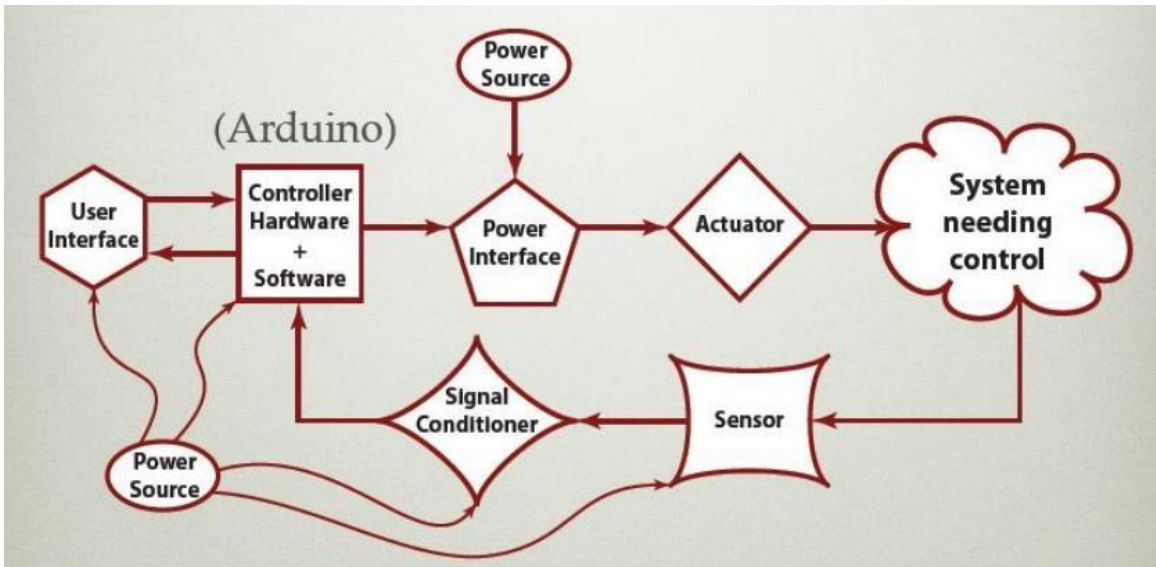 Power
Source
(Arduino)
User
Interface
Controller
Hardware
+
Software
Power
Interface
Actuator
System
needing
control
Signal
Conditioner
Sensor
Power
Source